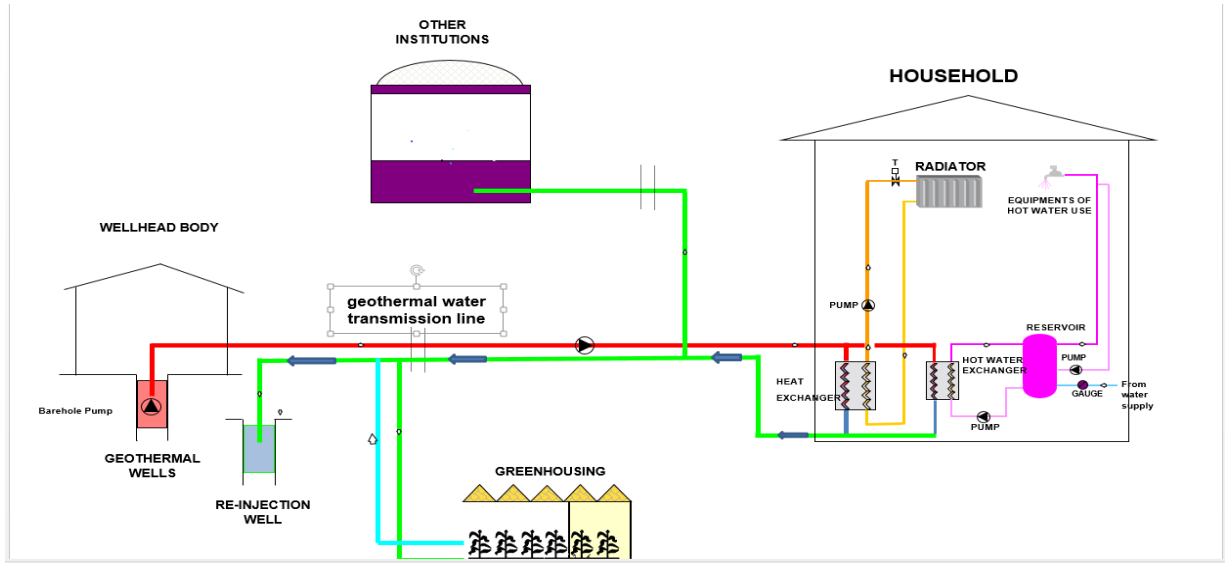 OTHER
INSTITUTIONS
HOUSEHOLD
T
RADIATOR
EQUIPMENTS OF
HOT WATER USE
WELLHEAD BODY
geothermal water
transmission line
PUMP
RESERVOIR
HOT WATER
EXCHANGER
PUMP
HEAT
EXCHANGER
GAUGE
From
water
supply
PUMP
Barehole Pump
GEOTHERMAL
WELLS
RE-INJECTION
WELL
GREENHOUSING